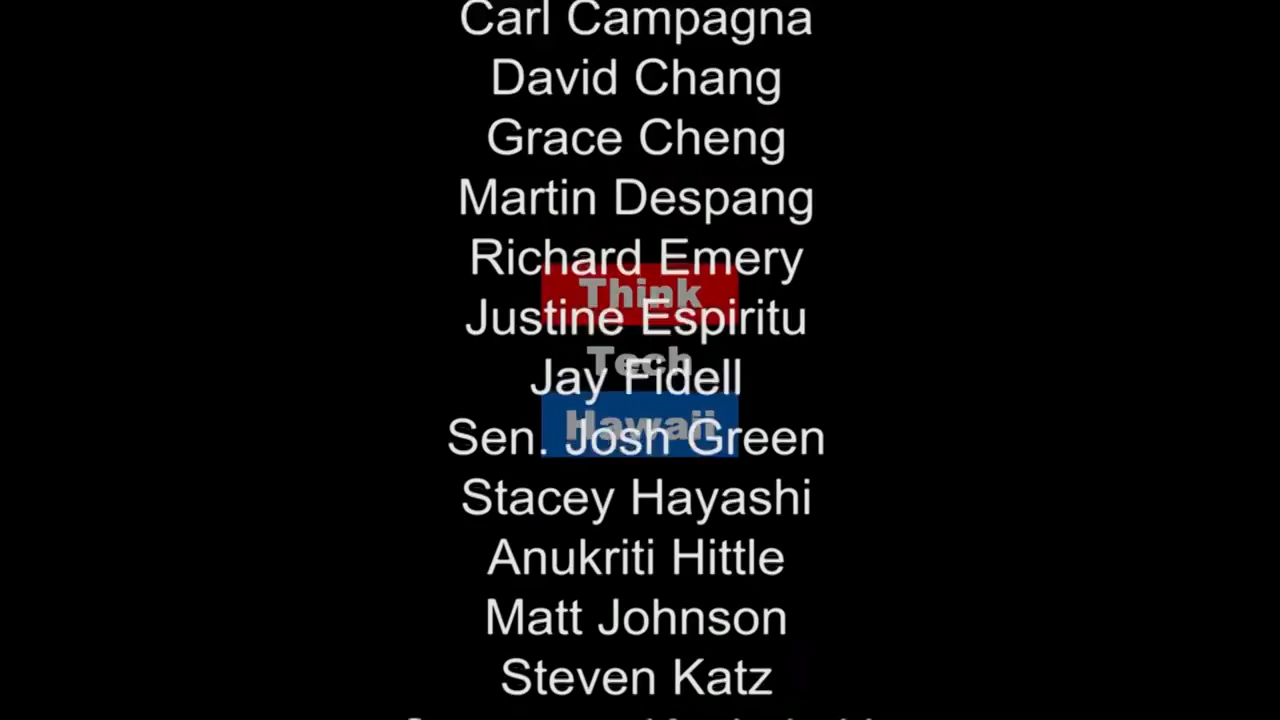 Carl Campagna
David Chang
Grace Cheng
Martin Despang
Richard Emery
Think
Justine Espiritu
Tech
Jay Fidell
Hawaii
Sen. Josh Green
Stacey Hayashi
Anukriti Hittle
Matt Johnson
Steven Katz